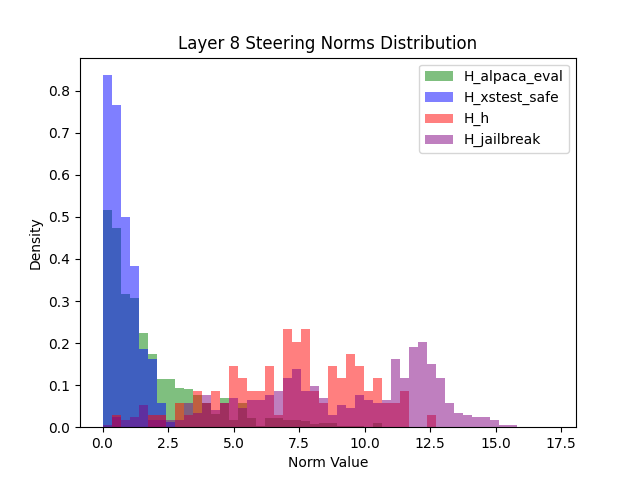 Layer 8 Steering Norms Distribution
H_alpaca_eval
H_xstest_safe
H_h
H_jailbreak
Density
0.8
0.7
0.6
0.5
0.4
0.3
0.2
0.1
0.0
0.0 2.5 5.0 7.5 10.0 12.5 15.0 17.5
Norm Value